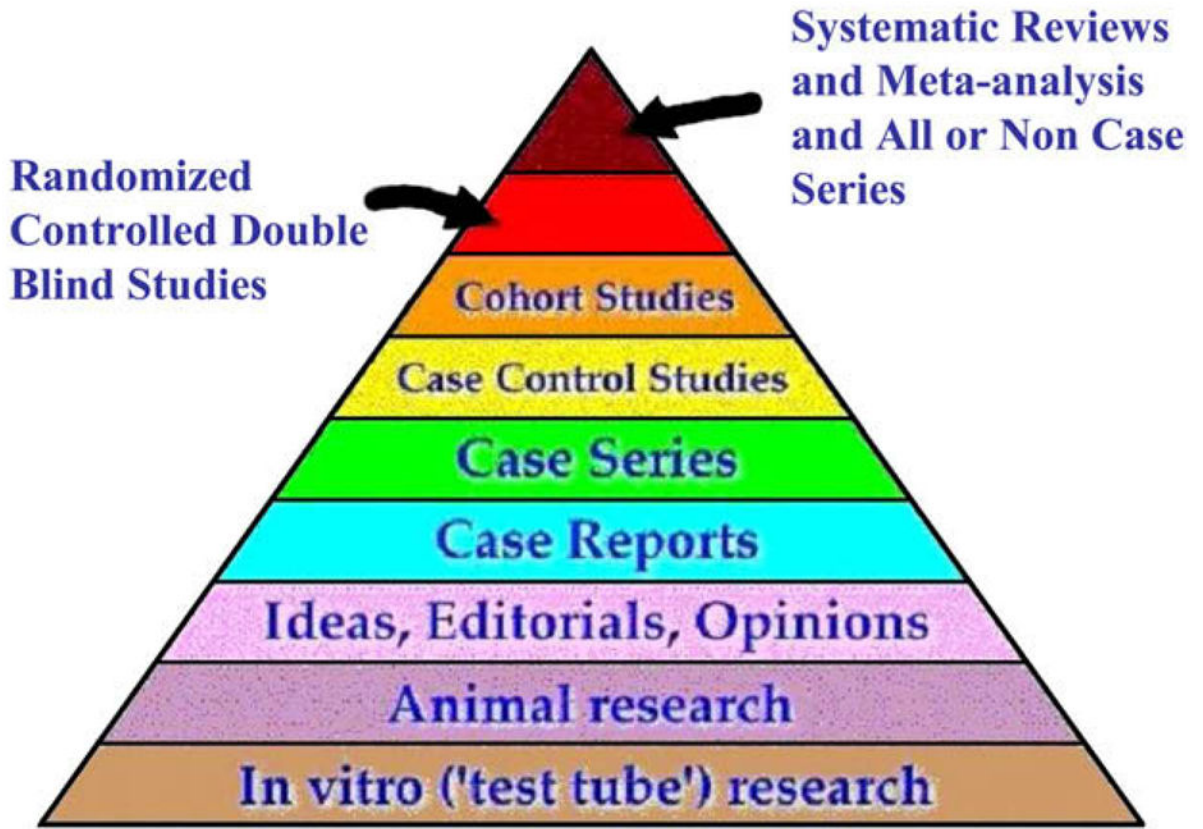 Systematic Reviews
and Meta-analysis
and All or Non Case
Series
Randomized
Controlled Double
Blind Studies
Cohort Studies
Case Control Studies
Case Series
Case Reports
Ideas, Editorials, Opinions
Animal research
In vitro ('test tube') research